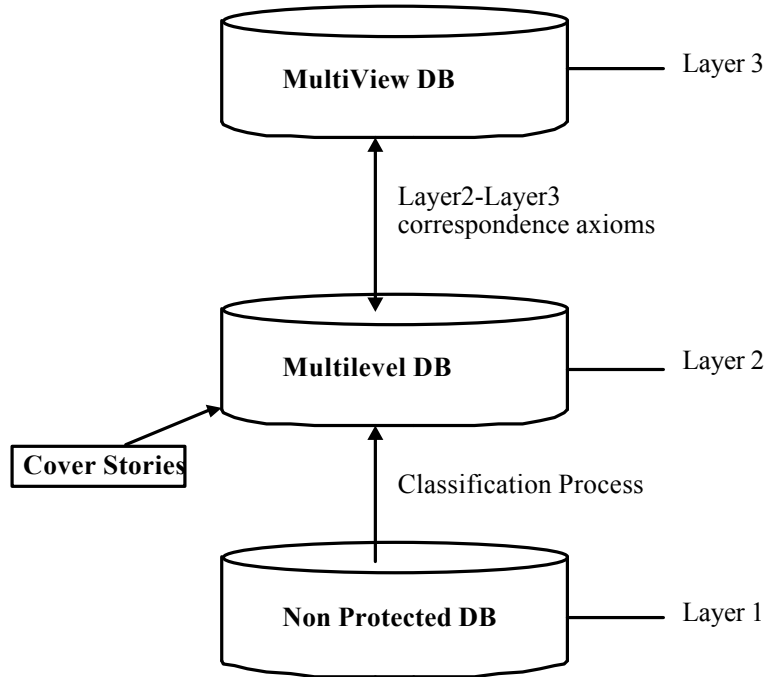 MultiView DB
Layer 3
Layer2-Layer3
correspondence axioms
Multilevel DB
Layer 2
Cover Stories
Classification Process
Non Protected DB
Layer 1